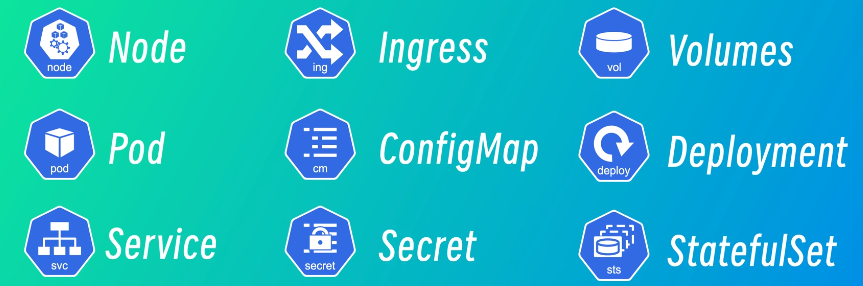 node Node
ing Ingress
vol Volumes
pod Pod
cm ConfigMap
deploy Deployment
svc Service
secret Secret
sts StatefulSet